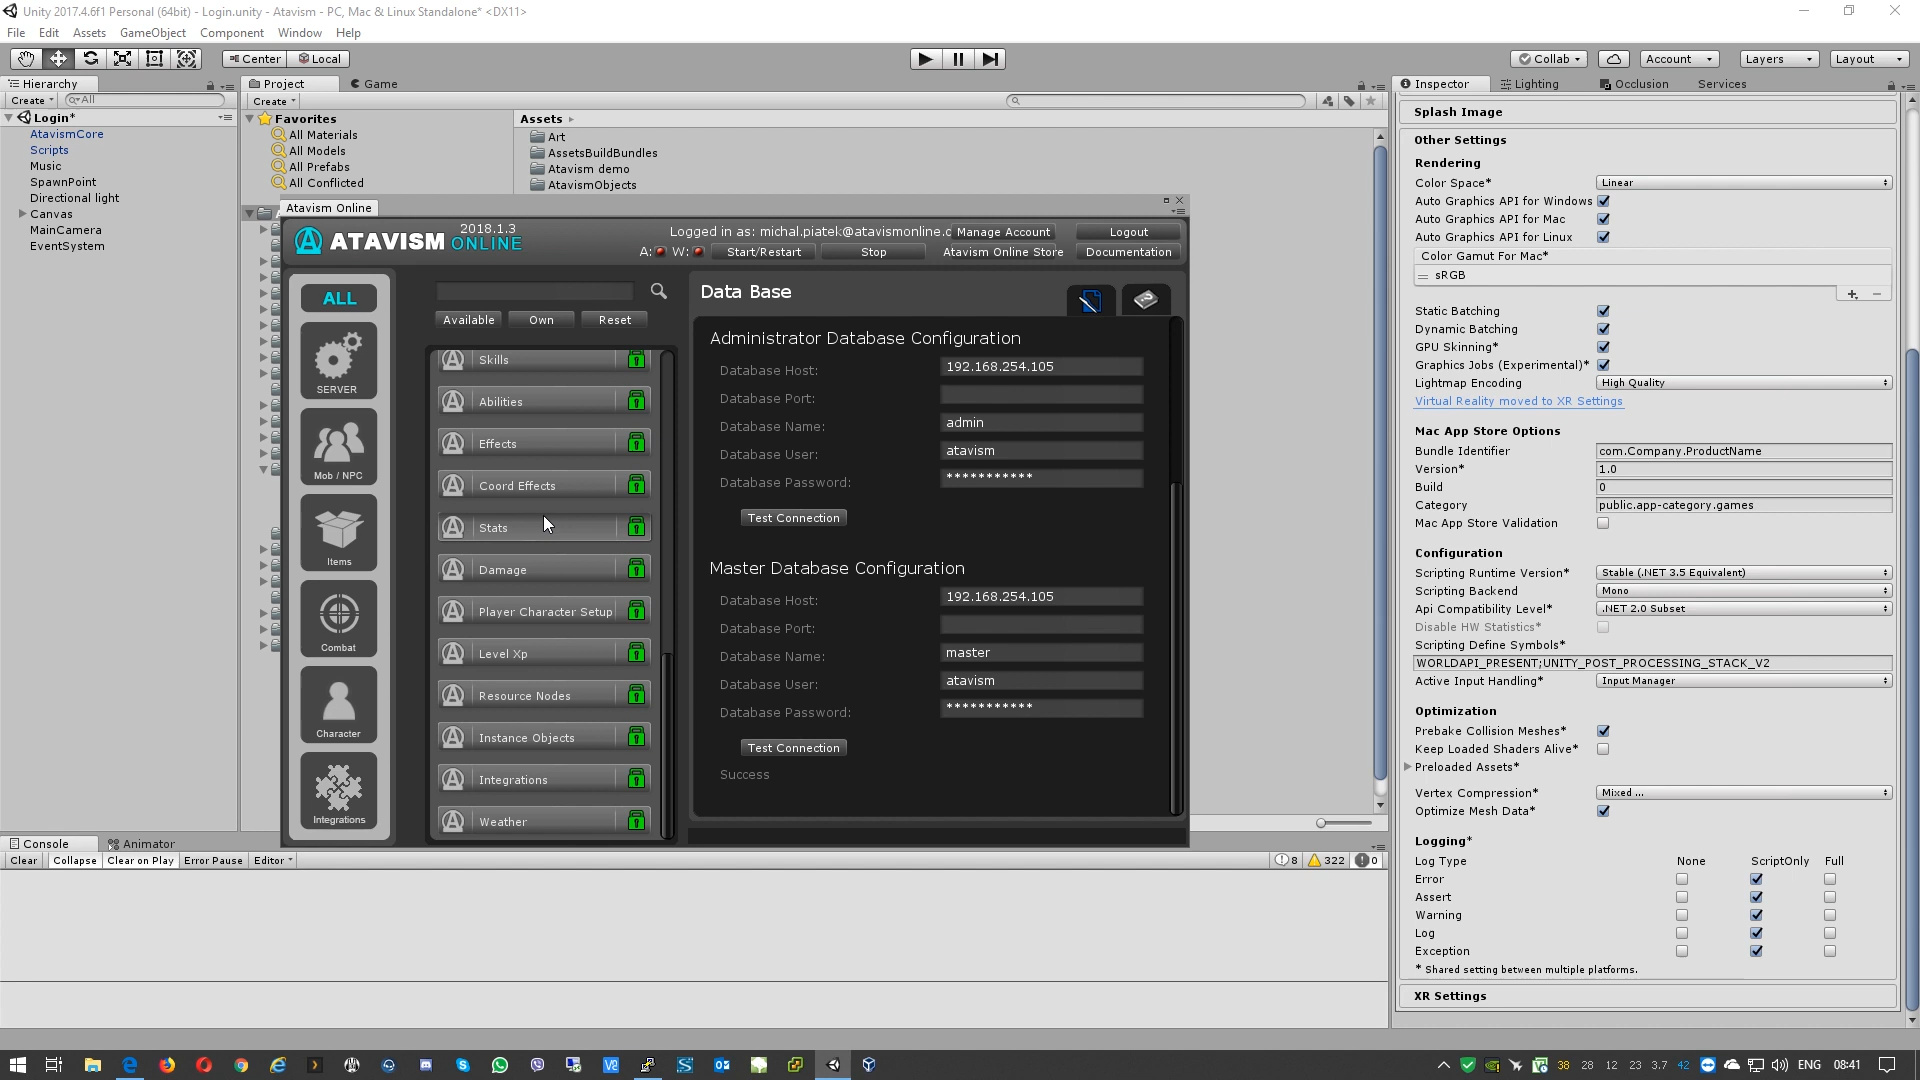 Unity 2017.4.6f1 Personal (64bit) - Login.unity - Atavism - PC, Mac & Linux Standalone* <DX11>
File Edit Assets GameObject Component Window Help
Center Local
Collab Account Layers Layout
Hierarchy
Create All
Login*
AtavismCore
Scripts
Music
SpawnPoint
Directional light
Canvas
MainCamera
EventSystem
Project Game
Create
Favorites
All Materials
All Models
All Prefabs
All Conflicted
Assets
Art
AssetsBuildBundles
Atavism demo
AtavismObjects
Atavism Online
ATAVISM ONLINE
2018.1.3
Logged in as: michal.piatek@atavismonline.c
Manage Account Logout
A: W: Start/Restart Stop Atavism Online Store Documentation
ALL
SERVER
Mob / NPC
Items
Combat
Character
Integrations
Available Own Reset
Skills
Abilities
Effects
Coord Effects
Stats
Damage
Player Character Setup
Level Xp
Resource Nodes
Instance Objects
Integrations
Weather
Data Base
Administrator Database Configuration
Database Host: 192.168.254.105
Database Port:
Database Name: admin
Database User: atavism
Database Password: ***********
Test Connection
Master Database Configuration
Database Host: 192.168.254.105
Database Port:
Database Name: master
Database User: atavism
Database Password: ***********
Test Connection
Success
Console Animator
Clear Collapse Clear on Play Error Pause Editor
8 322 0
Inspector Lighting Occlusion Services
Splash Image
Other Settings
Rendering
Color Space* Linear
Auto Graphics API for Windows
Auto Graphics API for Mac
Auto Graphics API for Linux
Color Gamut For Mac*
sRGB
Static Batching
Dynamic Batching
GPU Skinning*
Graphics Jobs (Experimental)*
Lightmap Encoding High Quality
Virtual Reality moved to XR Settings
Mac App Store Options
Bundle Identifier com.Company.ProductName
Version* 1.0
Build 0
Category public.app-category.games
Mac App Store Validation
Configuration
Scripting Runtime Version* Stable (.NET 3.5 Equivalent)
Scripting Backend Mono
Api Compatibility Level* .NET 2.0 Subset
Disable HW Statistics*
Scripting Define Symbols*
WORLDAPI_PRESENT;UNITY_POST_PROCESSING_STACK_V2
Active Input Handling* Input Manager
Optimization
Prebake Collision Meshes*
Keep Loaded Shaders Alive*
Preloaded Assets*
Vertex Compression* Mixed ...
Optimize Mesh Data*
Logging*
Log Type None ScriptOnly Full
Error
Assert
Warning
Log
Exception
* Shared setting between multiple platforms.
XR Settings
38 28 12 23 3.7 42 ENG 08:41